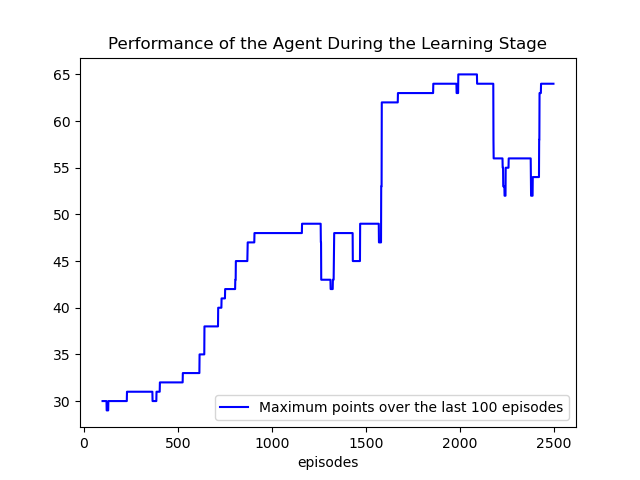 Performance of the Agent During the Learning Stage
65
60
55
50
45
40
35
30
Maximum points over the last 100 episodes
0 500 1000 1500 2000 2500
episodes